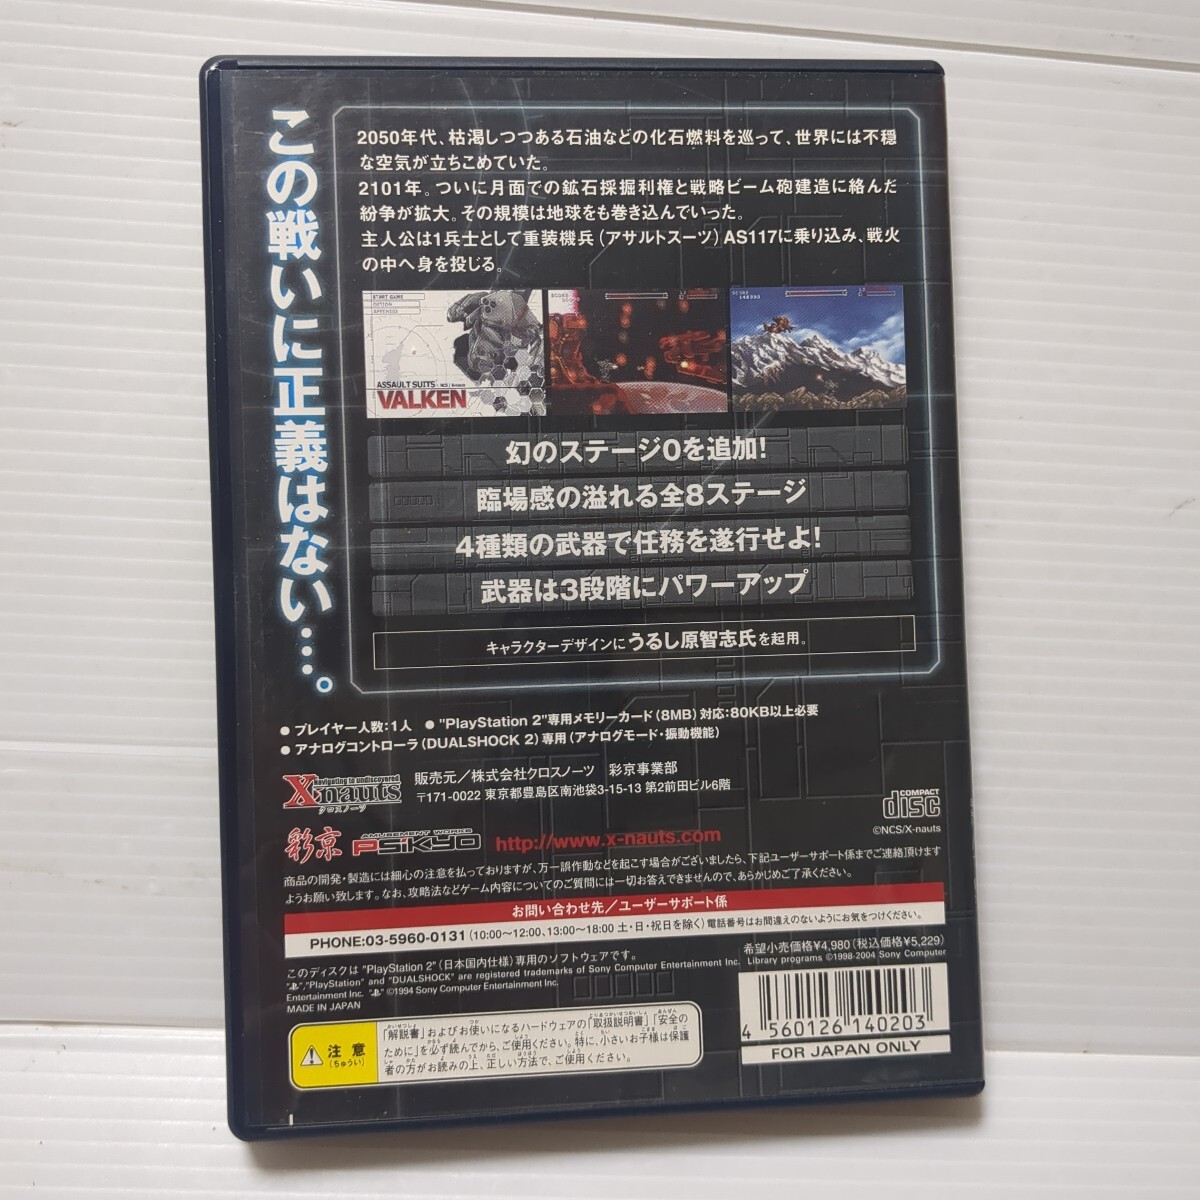 この戦いに正義はない…。
2050年代、枯渇しつつある石油などの化石燃料を巡って、世界には不穏
な空気が立ちこめていた。
2101年。ついに月面での鉱石採掘利権と戦略ビーム砲建造に絡んだ
紛争が拡大。その規模は地球をも巻き込んでいった。
主人公は1兵士として重装機兵(アサルトスーツ)AS117に乗り込み、戦火
の中へ身を投じる。
START GAME
OPTION
ASSAULT SUITS
VALKEN
幻のステージ0を追加!
臨場感の溢れる全8ステージ
4種類の武器で任務を遂行せよ!
武器は3段階にパワーアップ
キャラクターデザインにうるし原智志氏を起用。
● プレイヤー人数:1人 ● "PlayStation 2"専用メモリーカード(8MB)対応:80KB以上必要
● アナログコントローラ(DUALSHOCK 2)専用(アナログモード・振動機能)
Navigating to undiscovered
X-nauts
クロスノーツ
販売元/株式会社クロスノーツ 彩京事業部
〒171-0022 東京都豊島区南池袋3-15-13 第2前田ビル6階
COMPACT
disc
©NCS/X-nauts
彩京
AMUSEMENT WORKS
PSiKYO
http://www.x-nauts.com
商品の開発・製造には細心の注意を払っておりますが、万一誤作動などを起こす場合がございましたら、下記ユーザーサポート係までご連絡頂けます
ようお願い致します。なお、攻略法などゲーム内容についてのご質問には一切お答えできませんので、あらかじめご了承ください。
お問い合わせ先/ユーザーサポート係
PHONE:03-5960-0131(10:00～12:00、13:00～18:00 土・日・祝日を除く)電話番号はお間違えのないようにお気をつけください。
希望小売価格¥4,980(税込価格¥5,229)
このディスクは "PlayStation 2"(日本国内仕様)専用のソフトウェアです。
"PlayStation" and "DUALSHOCK" are registered trademarks of Sony Computer Entertainment Inc. Library programs ©1998-2004 Sony Computer
Entertainment Inc. " " ©1994 Sony Computer Entertainment Inc.
MADE IN JAPAN
注意
(ちゅうい)
「解説書」およびお使いになるハードウェアの「取扱説明書」「安全の
ために」を必ず読んでから、ご使用ください。特に、小さいお子様は保護
者の方がお読みの上、正しい方法で、ご使用ください。
4 560126 140203
FOR JAPAN ONLY